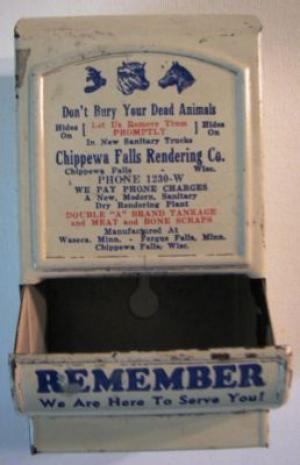 Don't Bury Your Dead Animals
Hides On [ Let Us Remove Them PROMPTLY ] Hides On
In New Sanitary Trucks
Chippewa Falls Rendering Co.
Chippewa Falls - Wisc.
PHONE 1230-W
WE PAY PHONE CHARGES
A New, Modern, Sanitary
Dry Rendering Plant
DOUBLE "A" BRAND TANKAGE
and MEAT and BONE SCRAPS
Manufactured At
Waseca, Minn. - Fergus Falls, Minn.
Chippewa Falls, Wisc.
REMEMBER
We Are Here To Serve You!